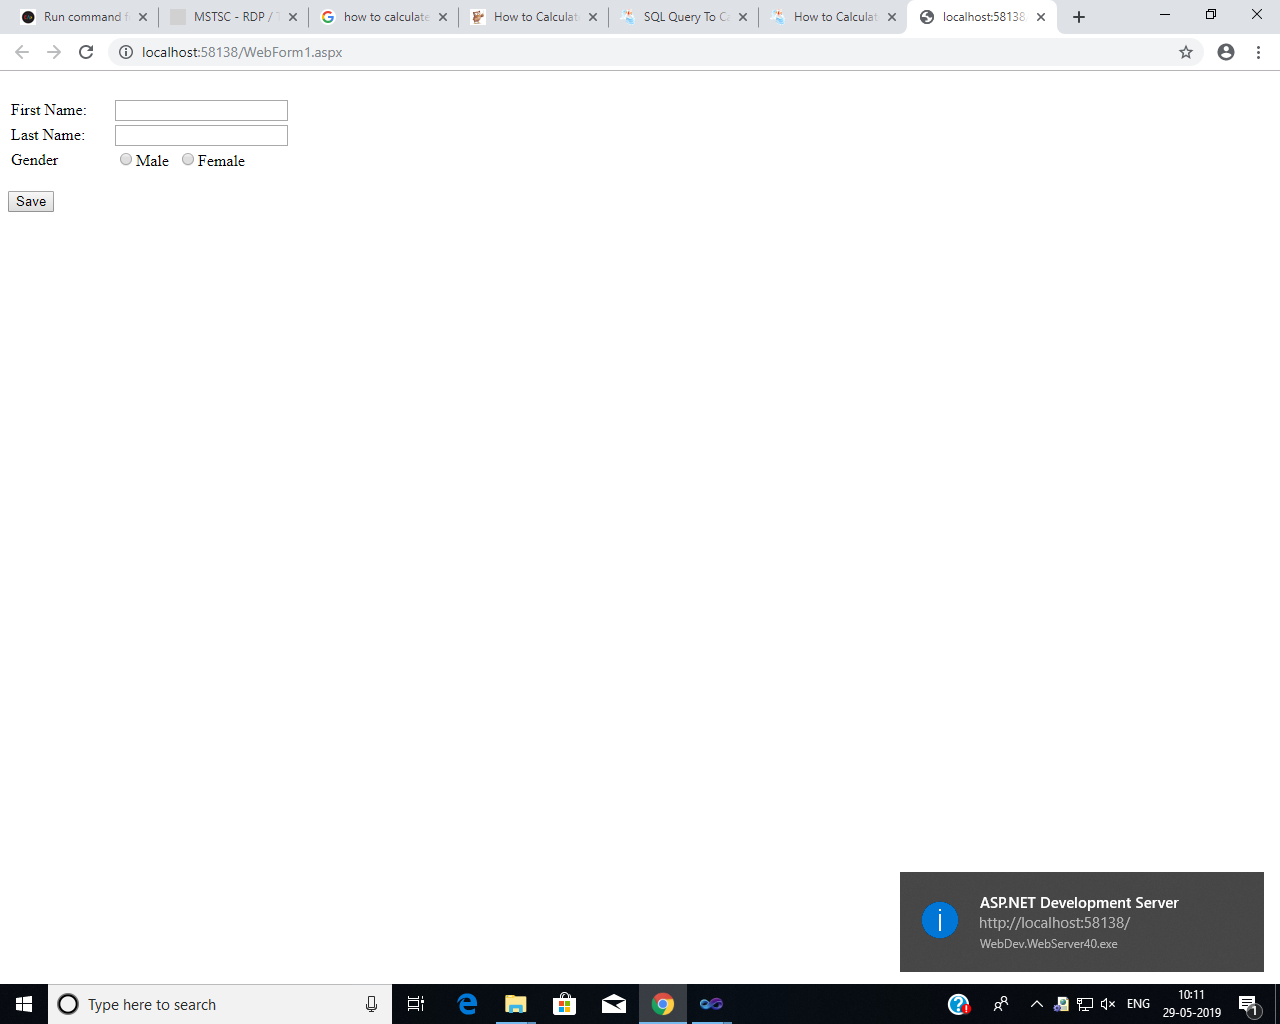 Run command f
MSTSC - RDP / T
how to calculate
How to Calculat
SQL Query To Ca
How to Calculat
localhost:58138
localhost:58138/WebForm1.aspx
First Name:
Last Name:
Gender Male Female
Save
ASP.NET Development Server
http://localhost:58138/
WebDev.WebServer40.exe
Type here to search
ENG
10:11
29-05-2019
1